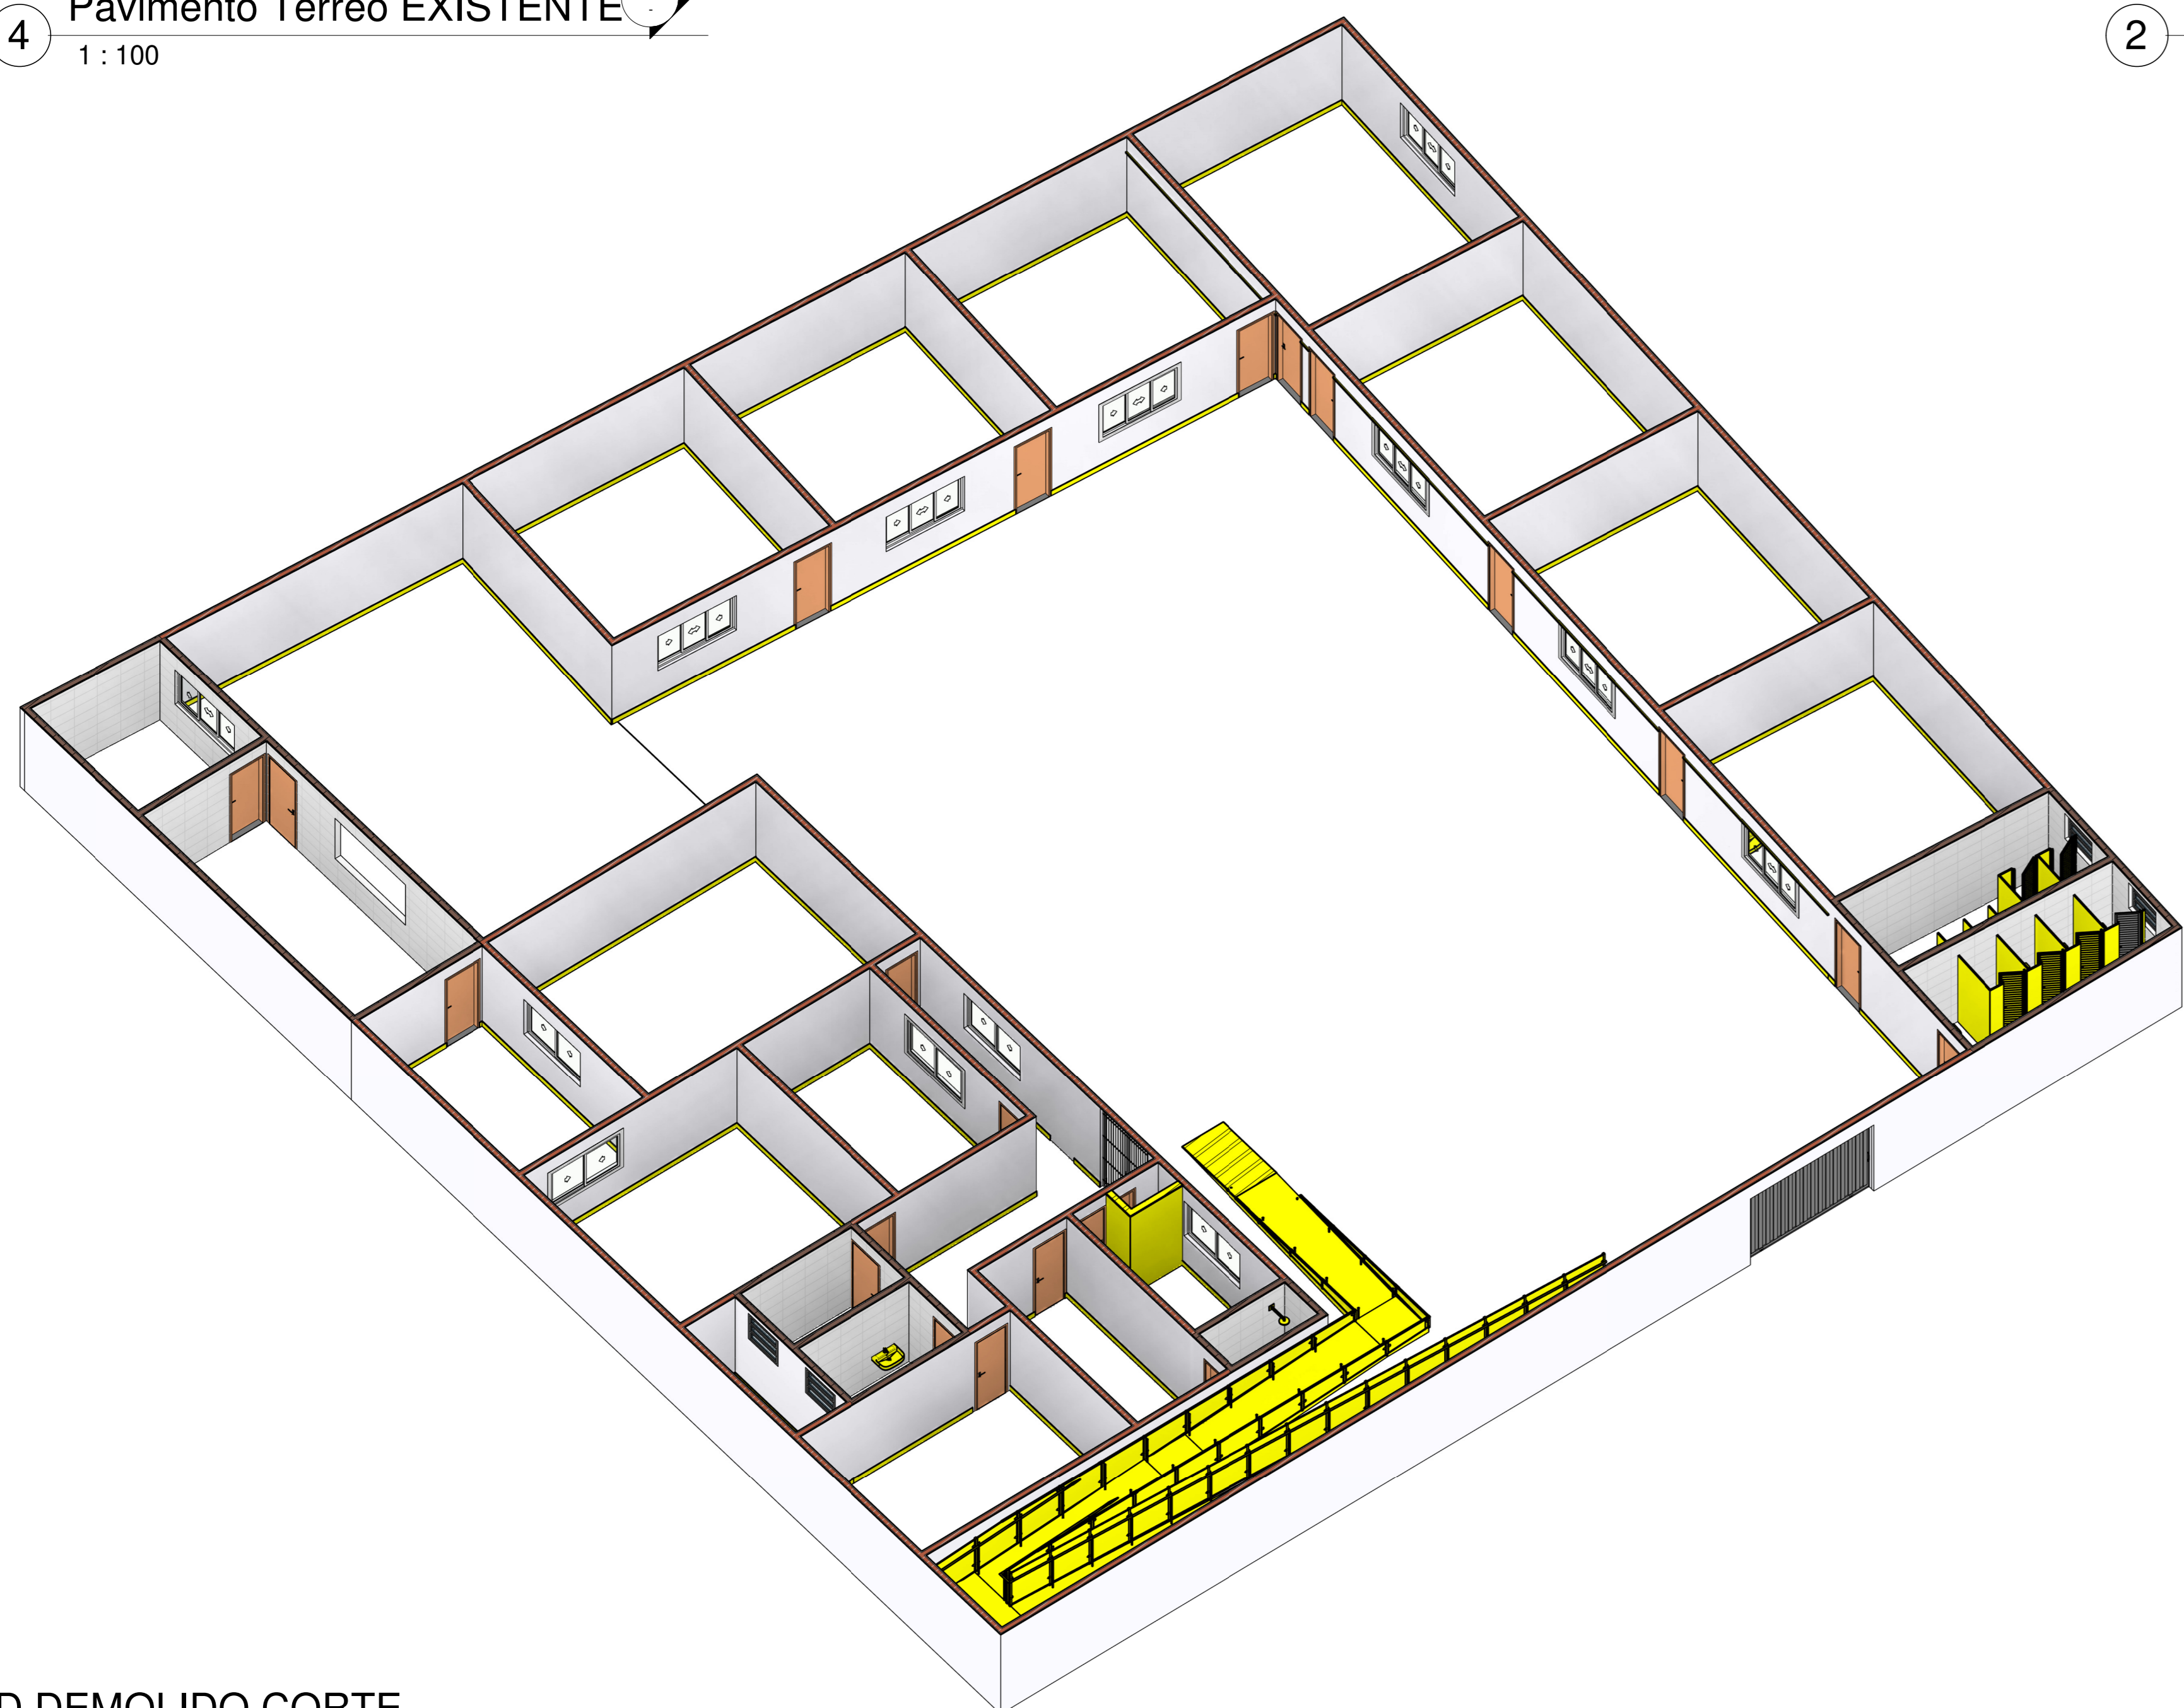 4
Pavimento Térreo EXISTENTE
-
1 : 100
2
D DEMOLIDO CORTE